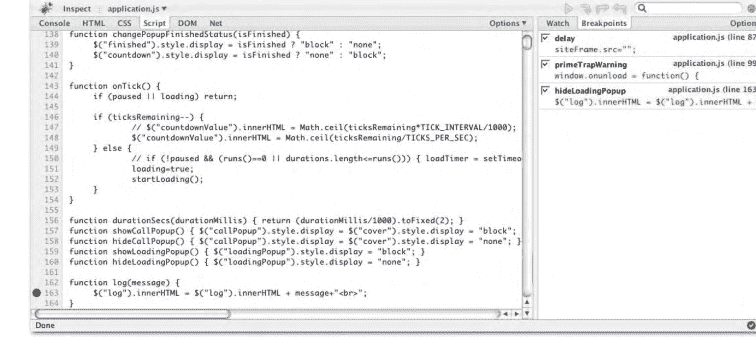 Inspect application.js ▾
Console HTML CSS Script DOM Net Options ▾ Watch Breakpoints Option
138 function changePopupFinishedStatus(isFinished) {
139 $("finished").style.display = isFinished ? "block" : "none";
140 $("countdown").style.display = isFinished ? "none" : "block";
141 }
142
143 function onTick() {
144 if (paused || loading) return;
145
146 if (ticksRemaining--) {
147 // $("countdownValue").innerHTML = Math.ceil(ticksRemaining*TICK_INTERVAL/1000);
148 $("countdownValue").innerHTML = Math.ceil(ticksRemaining/TICKS_PER_SEC);
149 } else {
150 // if (!paused && (runs()==0 || durations.length<=runs())) { loadTimer = setTimeo
151 loading=true;
152 startLoading();
153 }
154 }
155
156 function durationSecs(durationMillis) { return (durationMillis/1000).toFixed(2); }
157 function showCallPopup() { $("callPopup").style.display = $("cover").style.display = "block";
158 function hideCallPopup() { $("callPopup").style.display = $("cover").style.display = "none"; }
159 function showLoadingPopup() { $("loadingPopup").style.display = "block"; }
160 function hideLoadingPopup() { $("loadingPopup").style.display = "none"; }
161
162 function log(message) {
163 $("log").innerHTML = $("log").innerHTML + message+"<br>";
164 }
delay application.js (line 87
siteFrame.src="";
primeTrapWarning application.js (line 99
window.onunload = function() {
hideLoadingPopup application.js (line 163
$("log").innerHTML = $("log").innerHTML +
Done